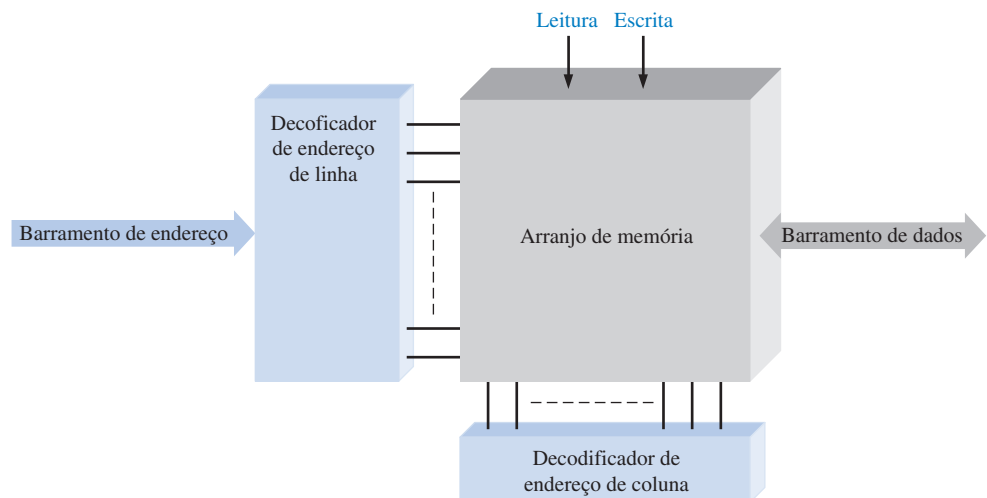 Leitura Escrita
Decoficador
de endereço
de linha
Barramento de endereço
Arranjo de memória
Barramento de dados
Decodificador de
endereço de coluna